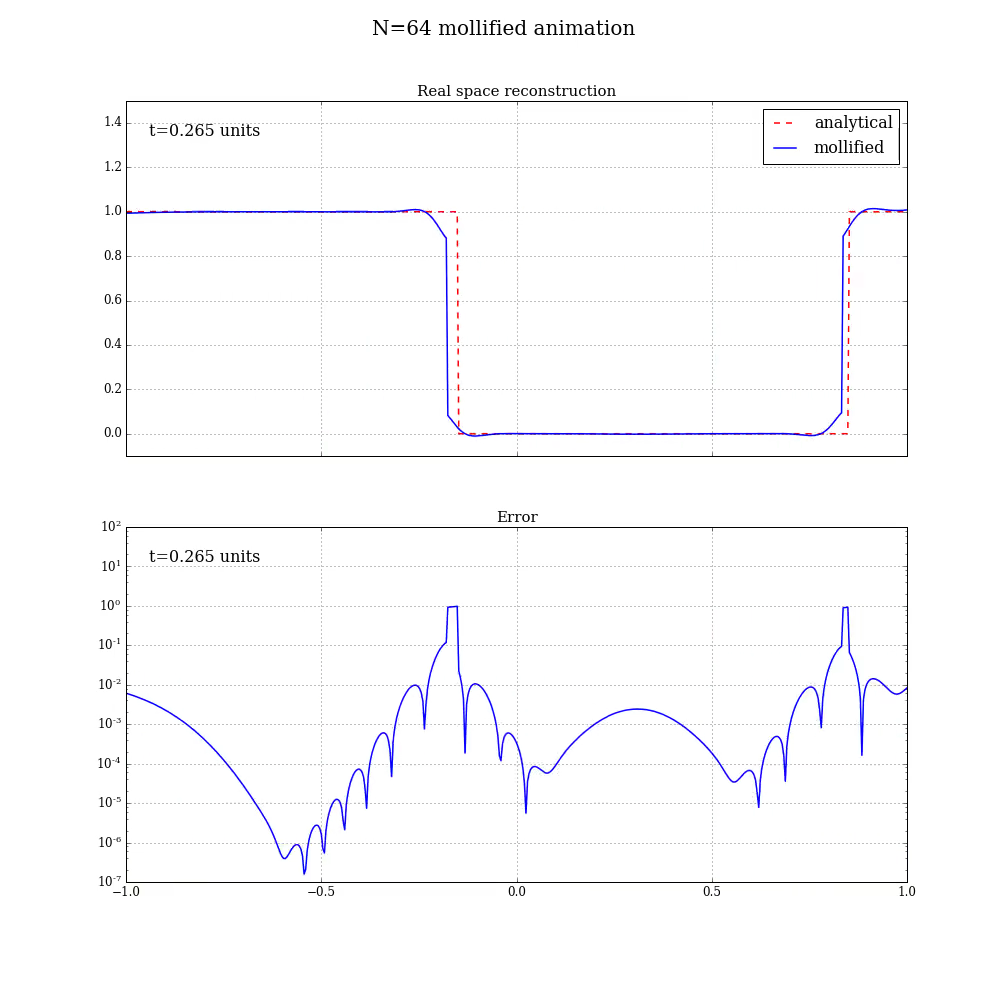 N=64 mollified animation
Real space reconstruction
t=0.265 units
analytical
mollified
1.4
1.2
1.0
0.8
0.6
0.4
0.2
0.0
Error
t=0.265 units
10²
10¹
10⁰
10⁻¹
10⁻²
10⁻³
10⁻⁴
10⁻⁵
10⁻⁶
10⁻⁷
−1.0 −0.5 0.0 0.5 1.0